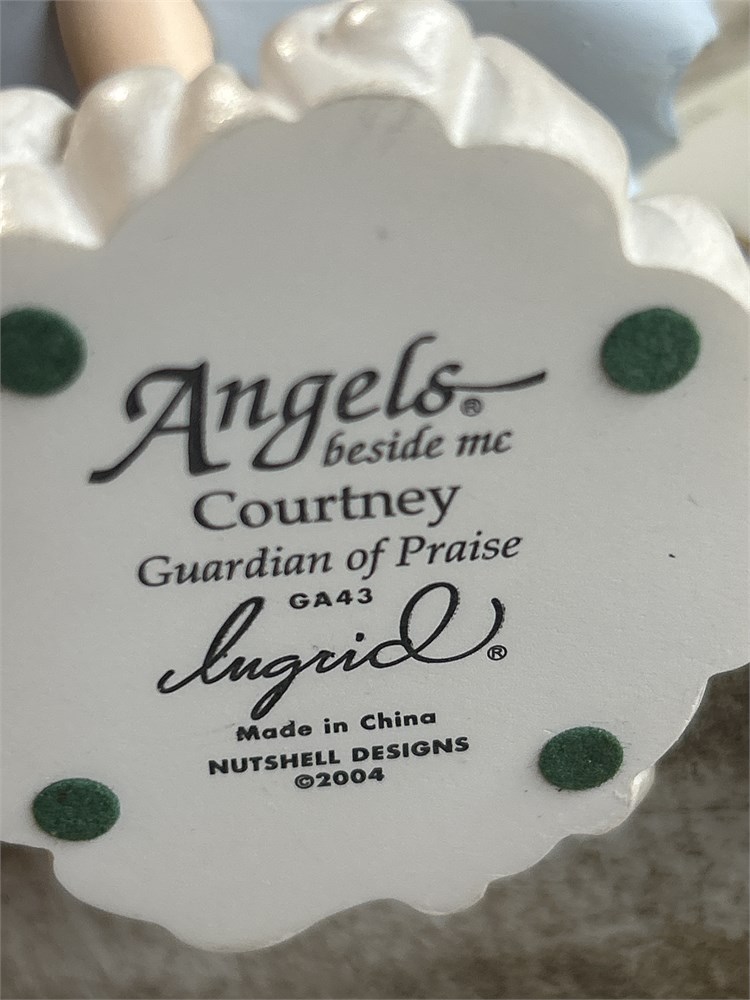 Angels®
beside me
Courtney
Guardian of Praise
GA43
Ingrid®
Made in China
NUTSHELL DESIGNS
©2004